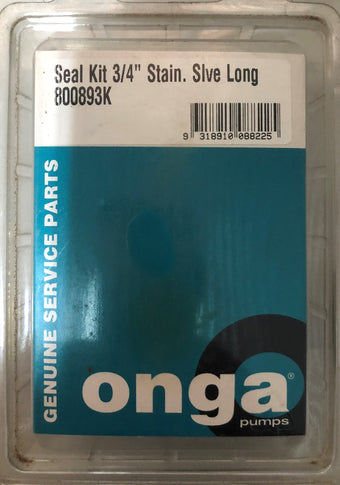 Seal Kit 3/4" Stain. Slve Long
800893K
9 318910 088225
GENUINE SERVICE PARTS
onga®
pumps